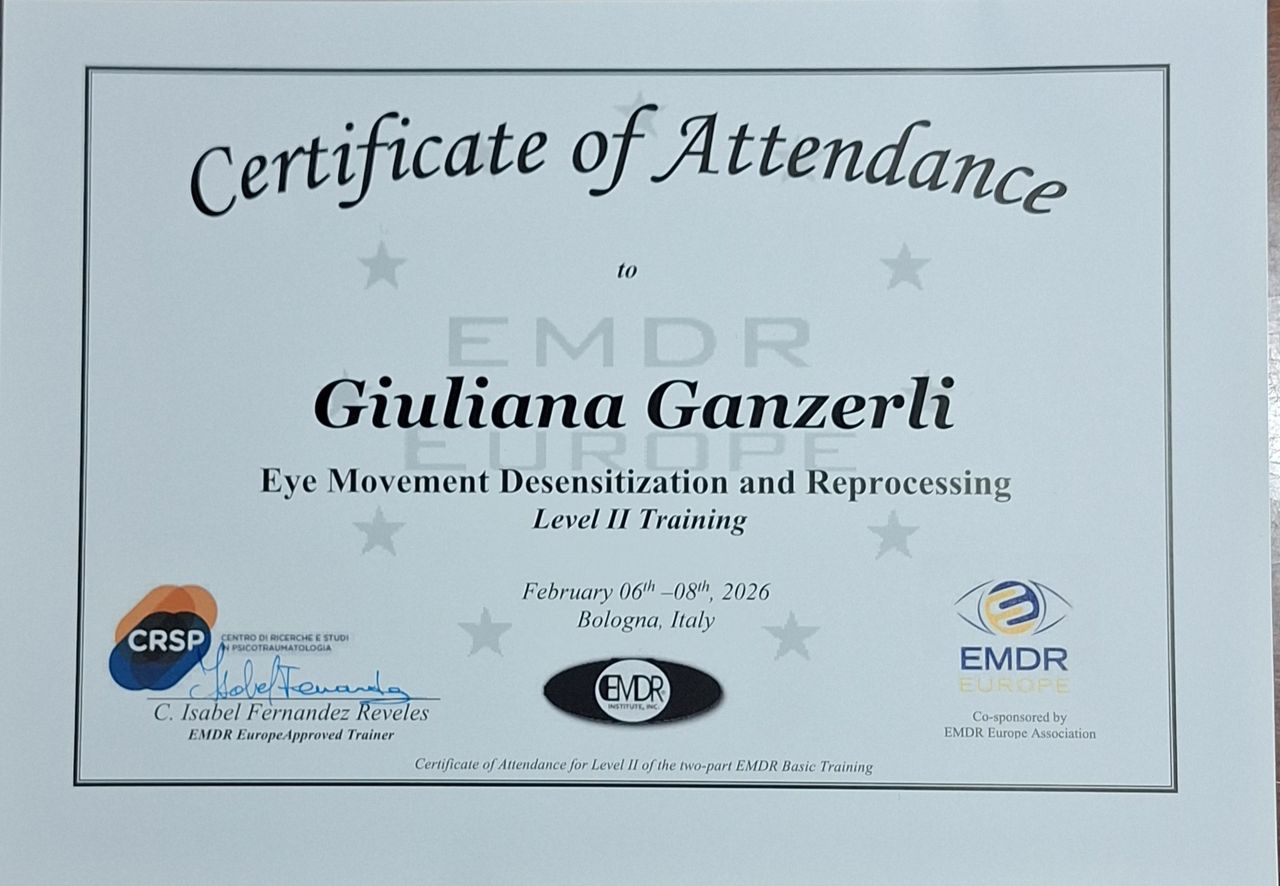 Certificate of Attendance
to
EMDR
Giuliana Ganzerli
EUROPE
Eye Movement Desensitization and Reprocessing
Level II Training
February 06th –08th, 2026
Bologna, Italy
CRSP
CENTRO DI RICERCHE E STUDI
IN PSICOTRAUMATOLOGIA
Isabel Fernandez
C. Isabel Fernandez Reveles
EMDR EuropeApproved Trainer
EMDR®
INSTITUTE, INC.
EMDR
EUROPE
Co-sponsored by
EMDR Europe Association
Certificate of Attendance for Level II of the two-part EMDR Basic Training